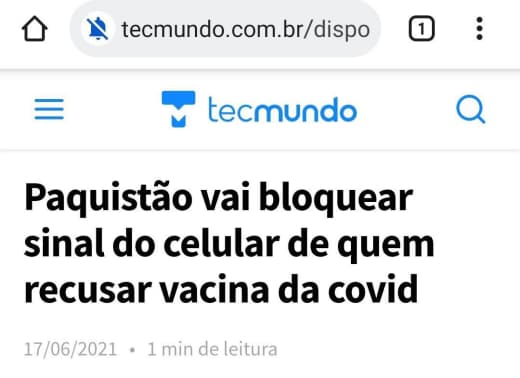 tecmundo.com.br/dispo 1
tecmundo
Paquistão vai bloquear
sinal do celular de quem
recusar vacina da covid
17/06/2021 • 1 min de leitura